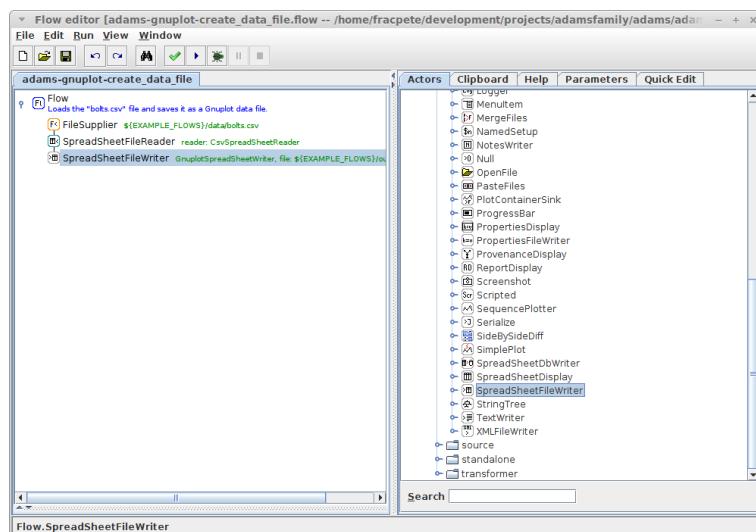 Flow editor [adams-gnuplot-create_data_file.flow -- /home/fracpete/development/projects/adamsfamily/adams/adam
File Edit Run View Window
adams-gnuplot-create_data_file
Flow
Loads the "bolts.csv" file and saves it as a Gnuplot data file.
FileSupplier ${EXAMPLE_FLOWS}/data/bolts.csv
SpreadSheetFileReader reader: CsvSpreadSheetReader
SpreadSheetFileWriter GnuplotSpreadSheetWriter, file: ${EXAMPLE_FLOWS}/ou
Actors Clipboard Help Parameters Quick Edit
Logger
MenuItem
MergeFiles
NamedSetup
NotesWriter
Null
OpenFile
PasteFiles
PlotContainerSink
ProgressBar
PropertiesDisplay
PropertiesFileWriter
ProvenanceDisplay
ReportDisplay
Screenshot
Scripted
SequencePlotter
Serialize
SideBySideDiff
SimplePlot
SpreadSheetDbWriter
SpreadSheetDisplay
SpreadSheetFileWriter
StringTree
TextWriter
XMLFileWriter
source
standalone
transformer
Search
Flow.SpreadSheetFileWriter